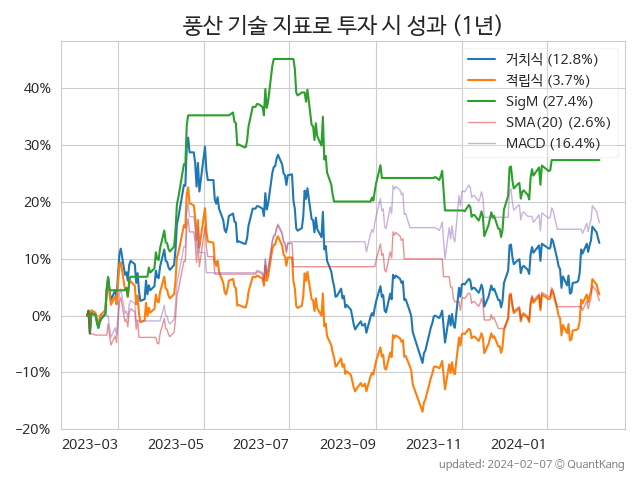 풍산 기술 지표로 투자 시 성과 (1년)
거치식 (12.8%)
적립식 (3.7%)
SigM (27.4%)
SMA(20) (2.6%)
MACD (16.4%)
40%
30%
20%
10%
0%
−10%
−20%
2023-03 2023-05 2023-07 2023-09 2023-11 2024-01
updated: 2024-02-07 © QuantKang